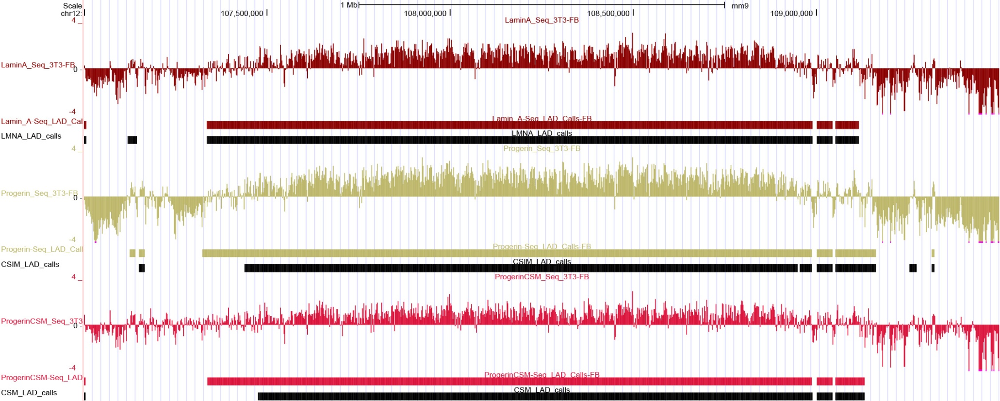 Scale 1 Mb mm9
chr12: 107,500,000 108,000,000 108,500,000 109,000,000
4 _ LaminA_Seq_3T3-FB
LaminA_Seq_3T3-FB
0 -
-4
Lamin_A-Seq_LAD_Cal Lamin_A-Seq_LAD_Calls-FB
LMNA_LAD_calls LMNA_LAD_calls
4 _ Progerin_Seq_3T3-FB
Progerin_Seq_3T3-FB
0 -
-4
Progerin-Seq_LAD_Call Progerin-Seq_LAD_Calls-FB
CSIM_LAD_calls CSIM_LAD_calls
4 _ ProgerinCSM_Seq_3T3-FB
ProgerinCSM_Seq_3T3
0 -
-4
ProgerinCSM-Seq_LAD ProgerinCSM-Seq_LAD_Calls-FB
CSM_LAD_calls CSM_LAD_calls